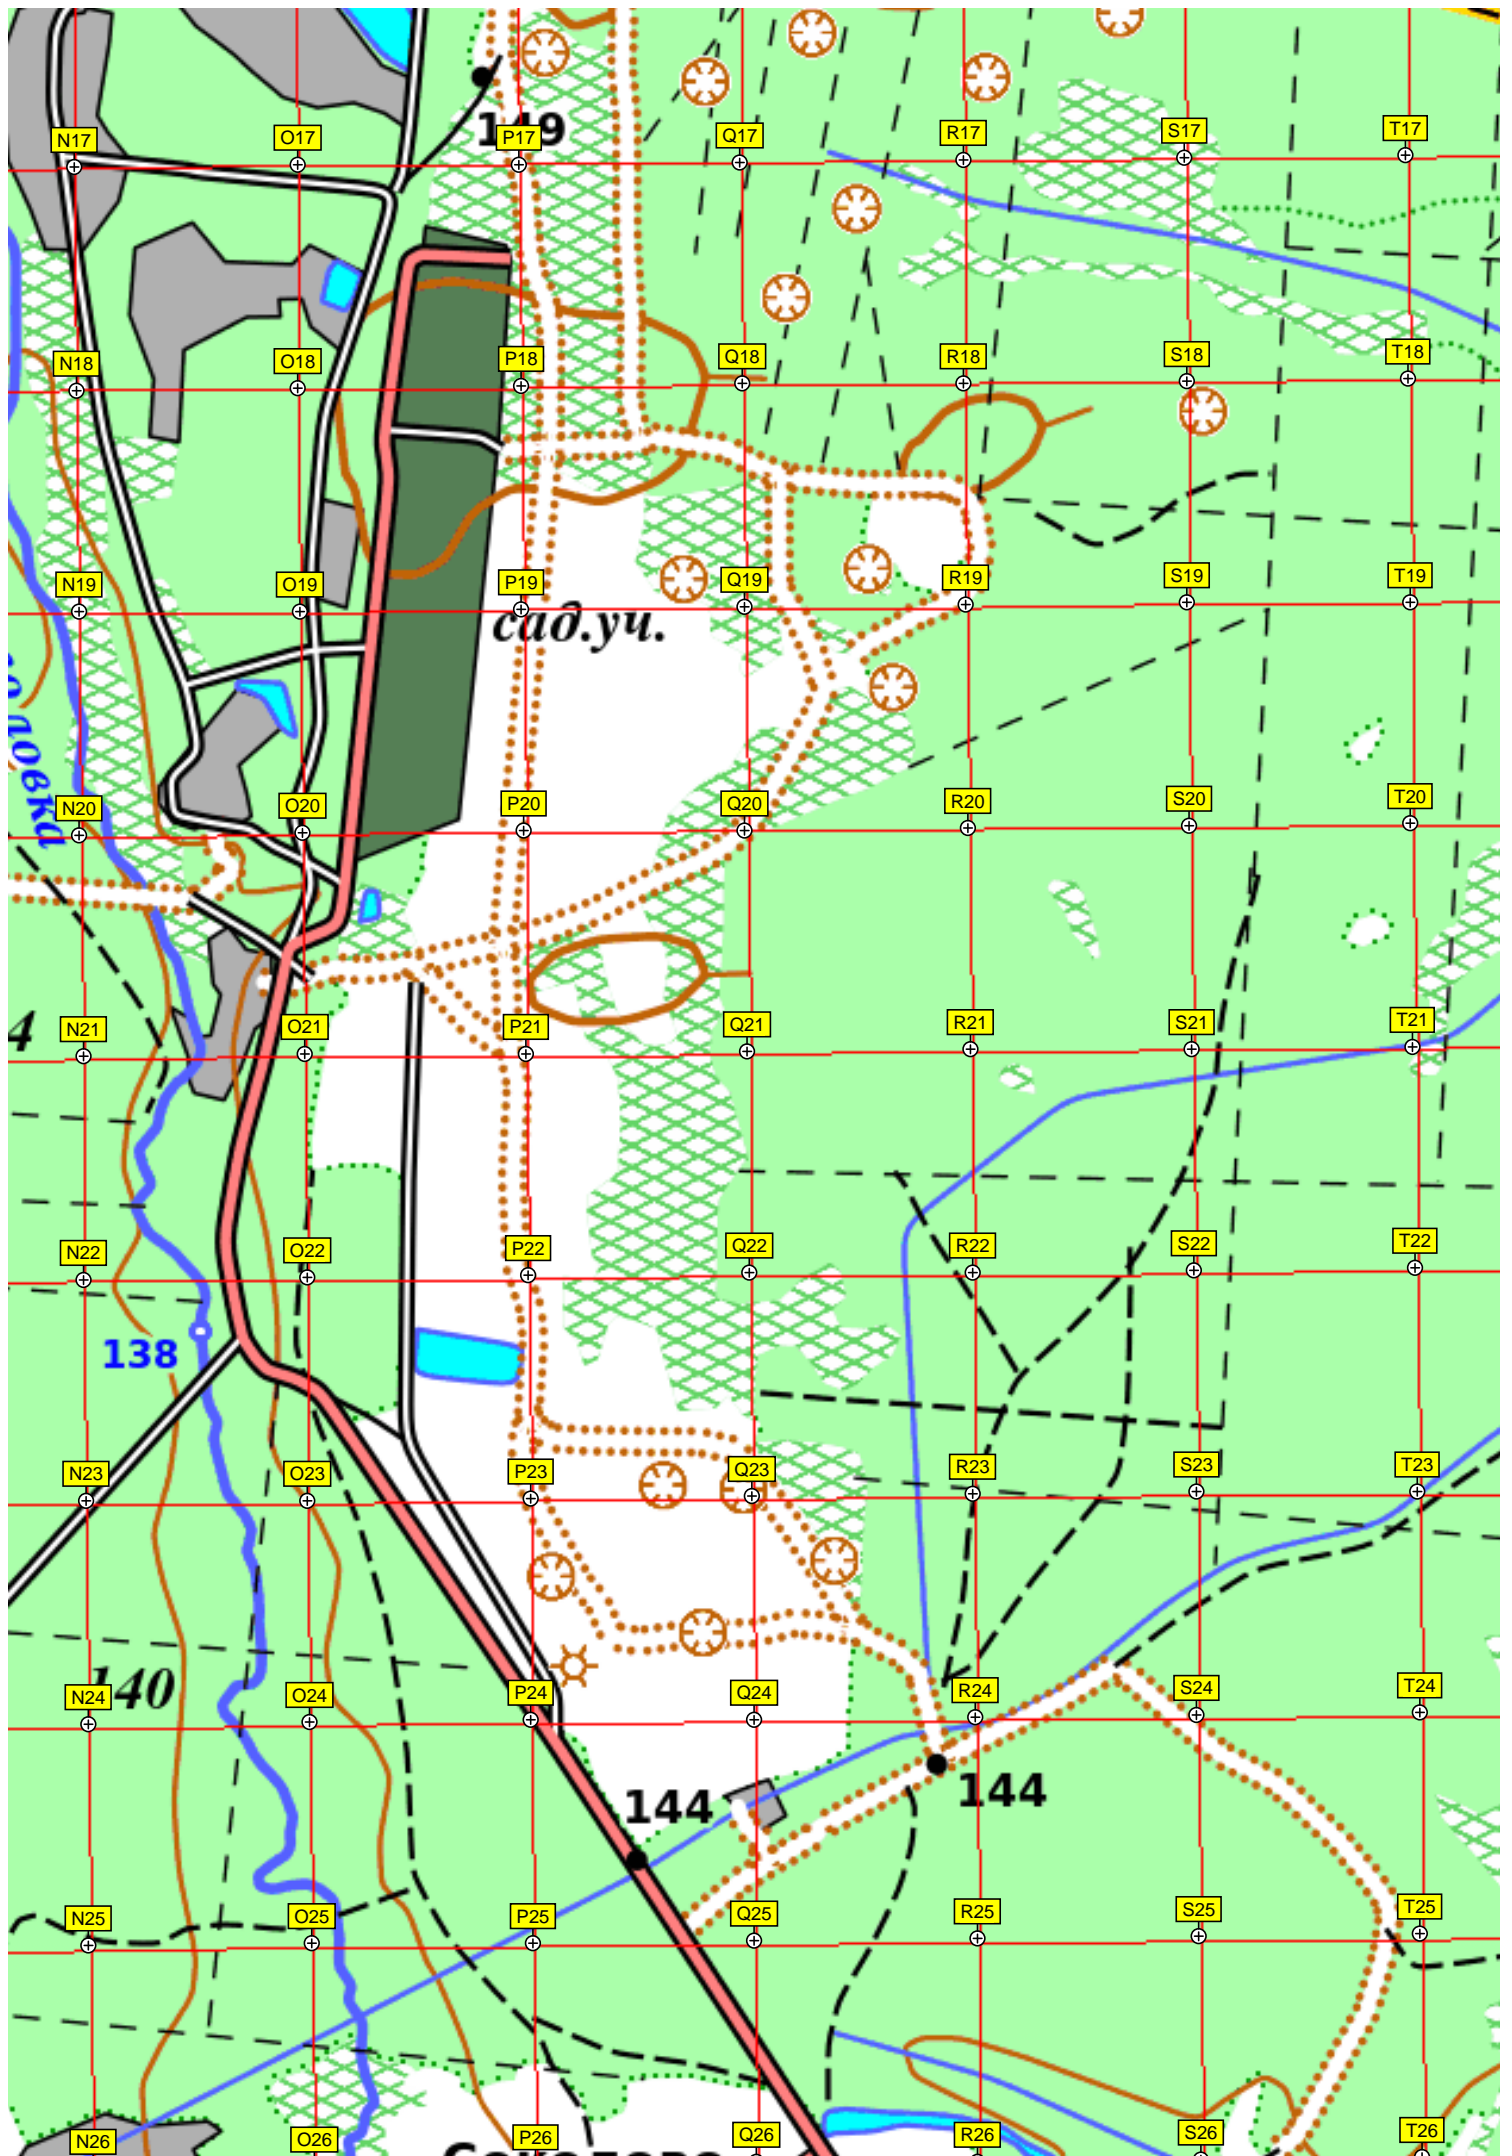 149
N17 O17 P17 Q17 R17 S17 T17
N18 O18 P18 Q18 R18 S18 T18
N19 O19 P19 Q19 R19 S19 T19
сад.уч.
N20 O20 P20 Q20 R20 S20 T20
ловка
4
N21 O21 P21 Q21 R21 S21 T21
N22 O22 P22 Q22 R22 S22 T22
138
N23 O23 P23 Q23 R23 S23 T23
140
N24 O24 P24 Q24 R24 S24 T24
144
144
N25 O25 P25 Q25 R25 S25 T25
N26 O26 P26 Q26 R26 S26 T26